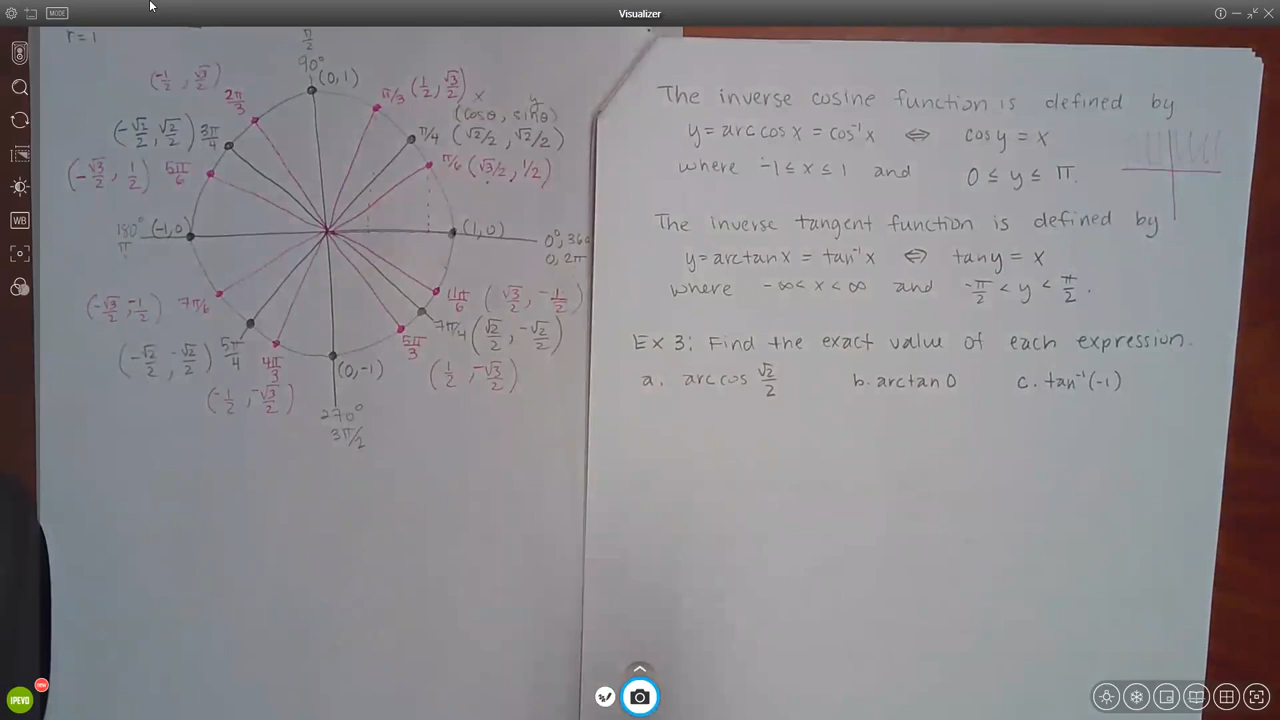 MODE
Visualizer
r = 1
π/2
90°
(0, 1)
(-1/2, √3/2)
2π/3
π/3 (1/2, √3/2)
x y
(cosθ, sinθ)
(-√2/2, √2/2) 3π/4
π/4 (√2/2, √2/2)
(-√3/2, 1/2) 5π/6
π/6 (√3/2, 1/2)
180° (-1, 0)
π
(1, 0)
0°, 360
0, 2π
(-√3/2, -1/2) 7π/6
11π/6 (√3/2, -1/2)
(-√2/2, -√2/2) 5π/4
7π/4 (√2/2, -√2/2)
(-1/2, -√3/2) 4π/3
5π/3 (1/2, -√3/2)
(0, -1)
270°
3π/2
The inverse cosine function is defined by
y = arccos x = cos⁻¹ x ⇔ cos y = x
where -1 ≤ x ≤ 1 and 0 ≤ y ≤ π.
The inverse tangent function is defined by
y = arctan x = tan⁻¹ x ⇔ tan y = x
where -∞ < x < ∞ and -π/2 < y < π/2.
Ex 3: Find the exact value of each expression.
a. arccos √2/2 b. arctan 0 c. tan⁻¹(-1)
IPEVO
new